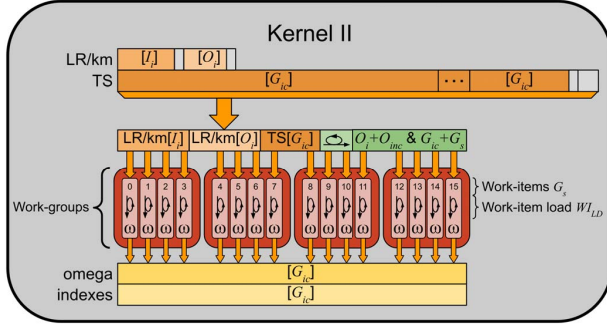 Kernel II
LR/km [I_i] [O_i]
TS [G_ic] ... [G_ic]
LR/km[I_i] LR/km[O_i] TS[G_ic] O_i+O_inc & G_ic+G_s
Work-groups
0 1 2 3 4 5 6 7 8 9 10 11 12 13 14 15
ω ω ω ω ω ω ω ω ω ω ω ω ω ω ω ω
Work-items G_s
Work-item load WI_LD
omega [G_ic]
indexes [G_ic]